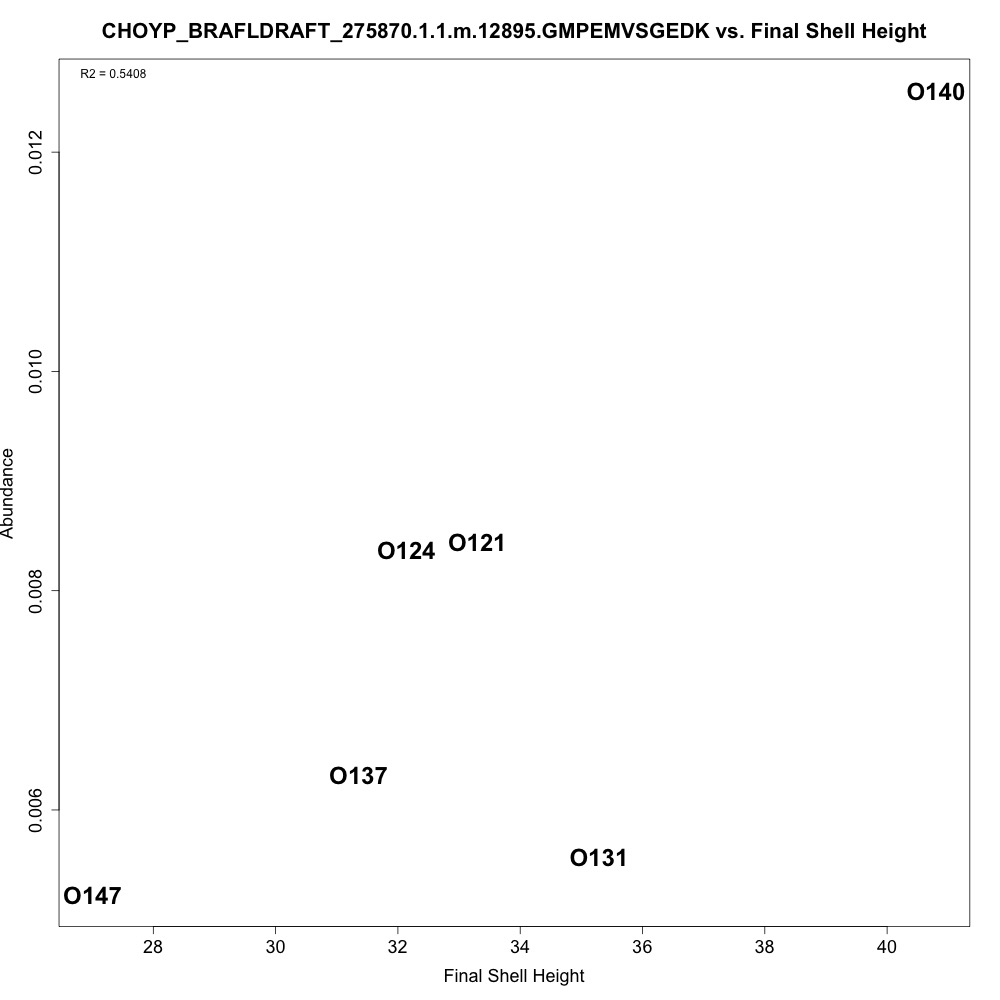 CHOYP_BRAFLDRAFT_275870.1.1.m.12895.GMPEMVSGEDK vs. Final Shell Height
R2 = 0.5408
O140
0.012
0.010
Abundance
O124 O121
0.008
O137
0.006
O131
O147
28 30 32 34 36 38 40
Final Shell Height